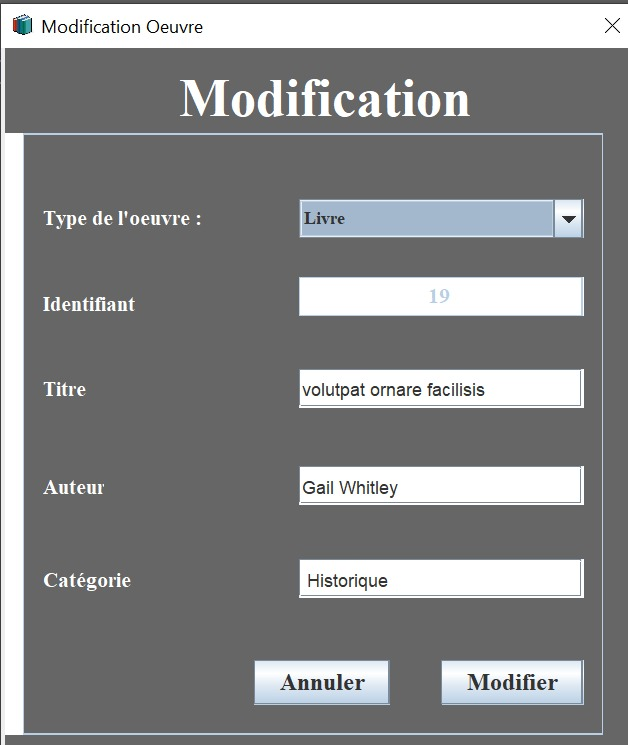 Modification Oeuvre
Modification
Type de l'oeuvre : Livre
Identifiant 19
Titre volutpat ornare facilisis
Auteur Gail Whitley
Catégorie Historique
Annuler Modifier